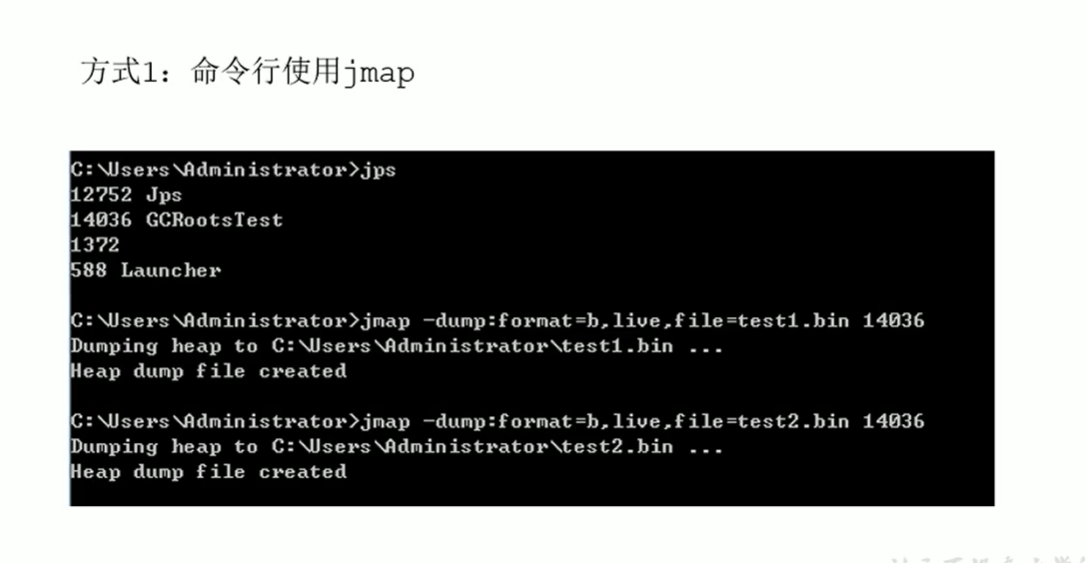 方式1：命令行使用jmap
C:\Users\Administrator>jps
12752 Jps
14036 GCRootsTest
1372
588 Launcher
C:\Users\Administrator>jmap -dump:format=b,live,file=test1.bin 14036
Dumping heap to C:\Users\Administrator\test1.bin ...
Heap dump file created
C:\Users\Administrator>jmap -dump:format=b,live,file=test2.bin 14036
Dumping heap to C:\Users\Administrator\test2.bin ...
Heap dump file created